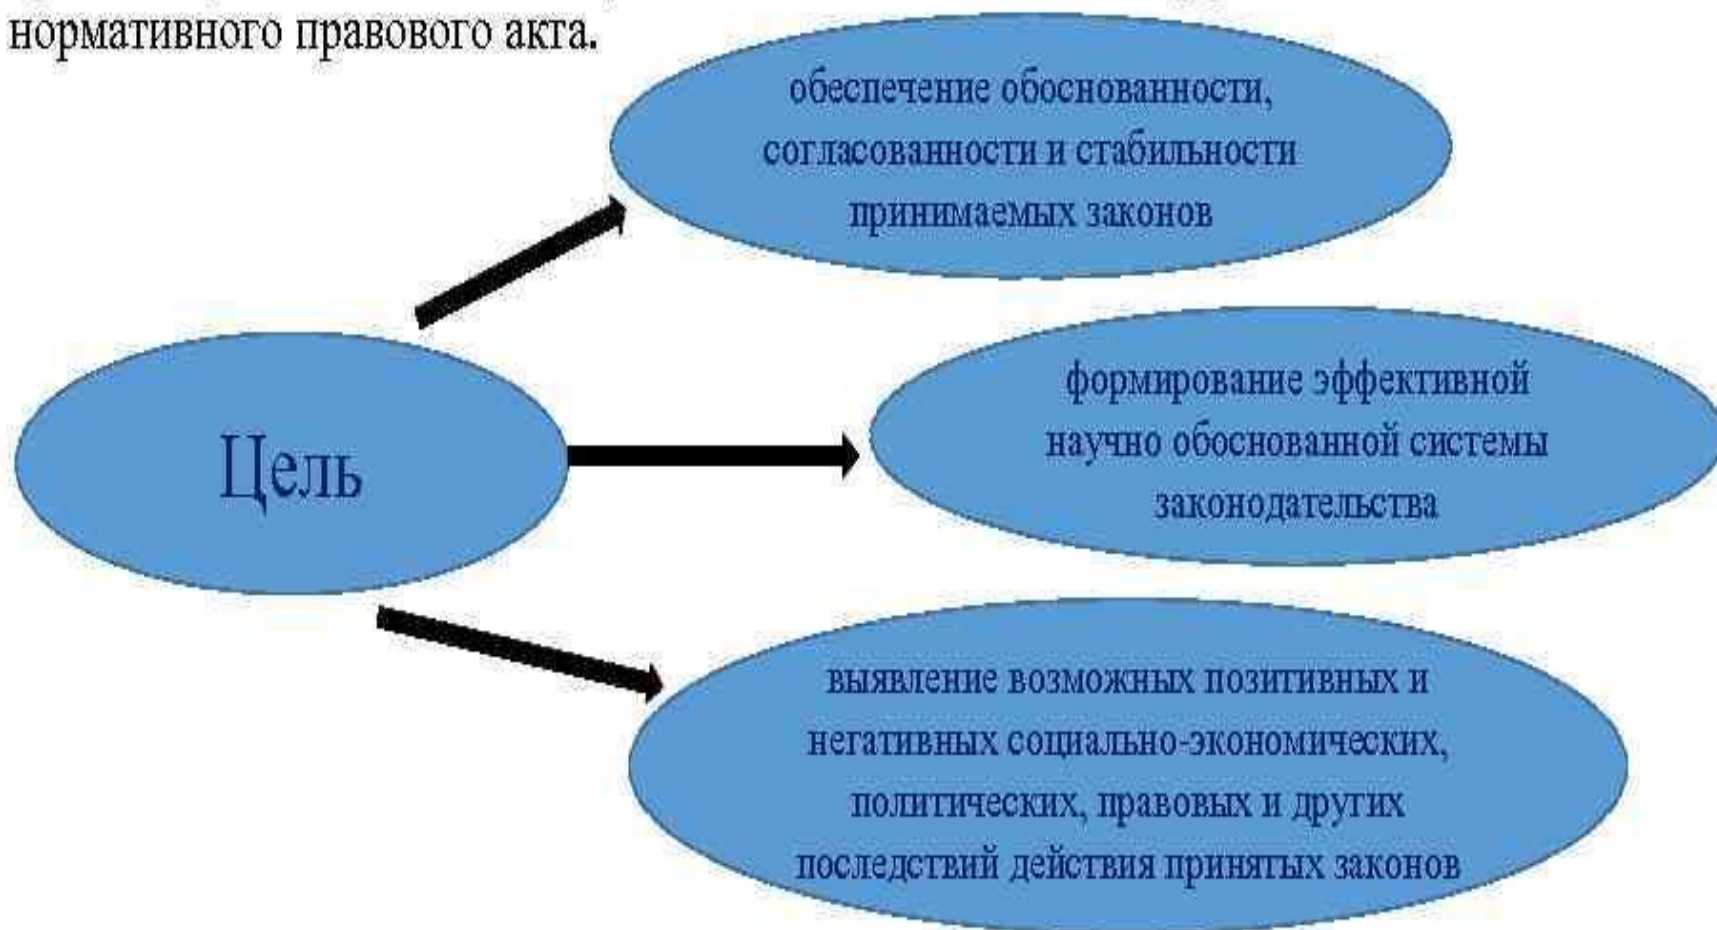 нормативного правового акта.
обеспечение обоснованности,
согласованности и стабильности
принимаемых законов
Цель
формирование эффективной
научно обоснованной системы
законодательства
выявление возможных позитивных и
негативных социально-экономических,
политических, правовых и других
последствий действия принятых законов